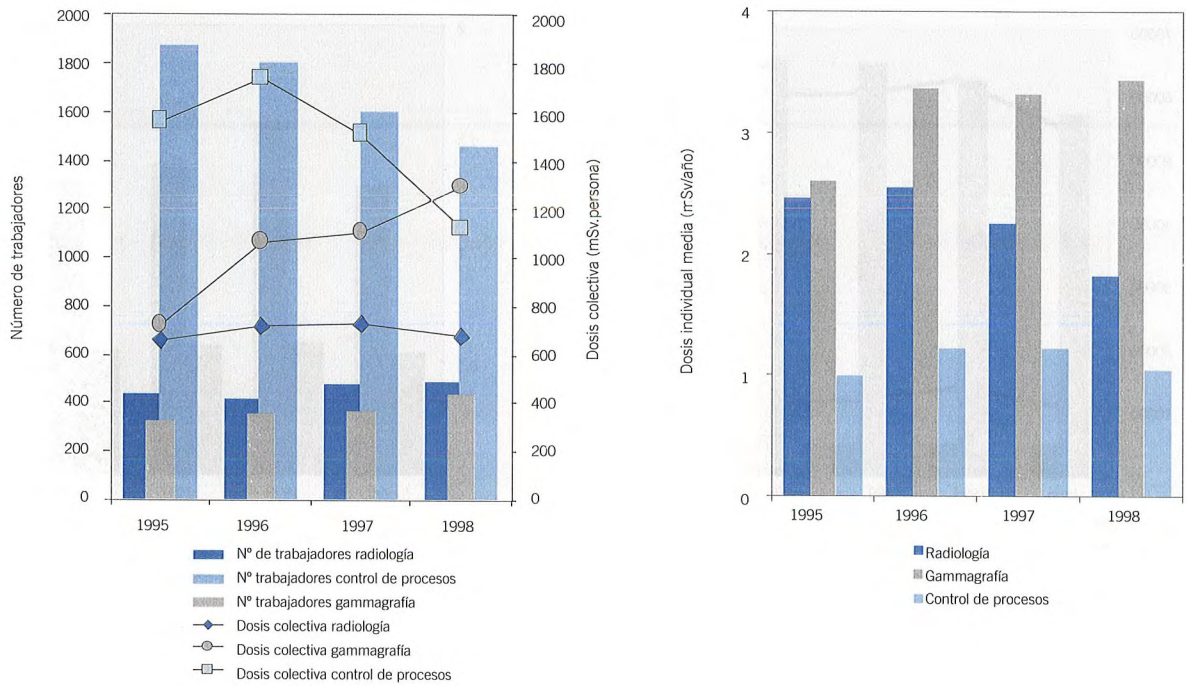 Número de trabajadores
2000
1800
1600
1400
1200
1000
800
600
400
200
0
2000
1800
1600
1400
1200
1000
800
600
400
200
0
Dosis colectiva (mSv.persona)
1995 1996 1997 1998
Nº de trabajadores radiología
Nº trabajadores control de procesos
Nº trabajadores gammagrafía
Dosis colectiva radiología
Dosis colectiva gammagrafía
Dosis colectiva control de procesos
Dosis individual media (mSv/año)
4
3
2
1
0
1995 1996 1997 1998
Radiología
Gammagrafía
Control de procesos